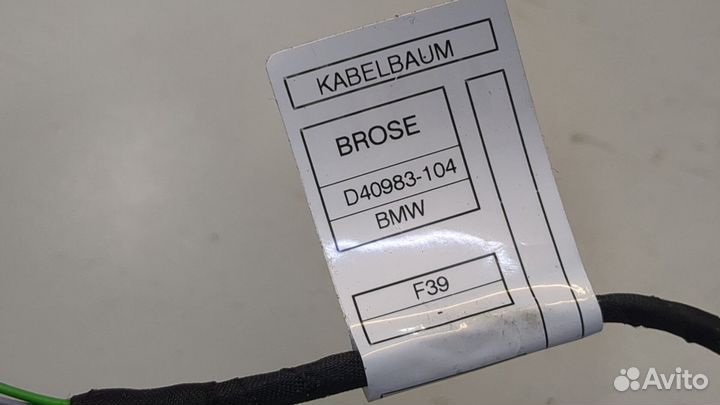 KABELBAUM
BROSE
D40983-104
BMW
F39
Avito